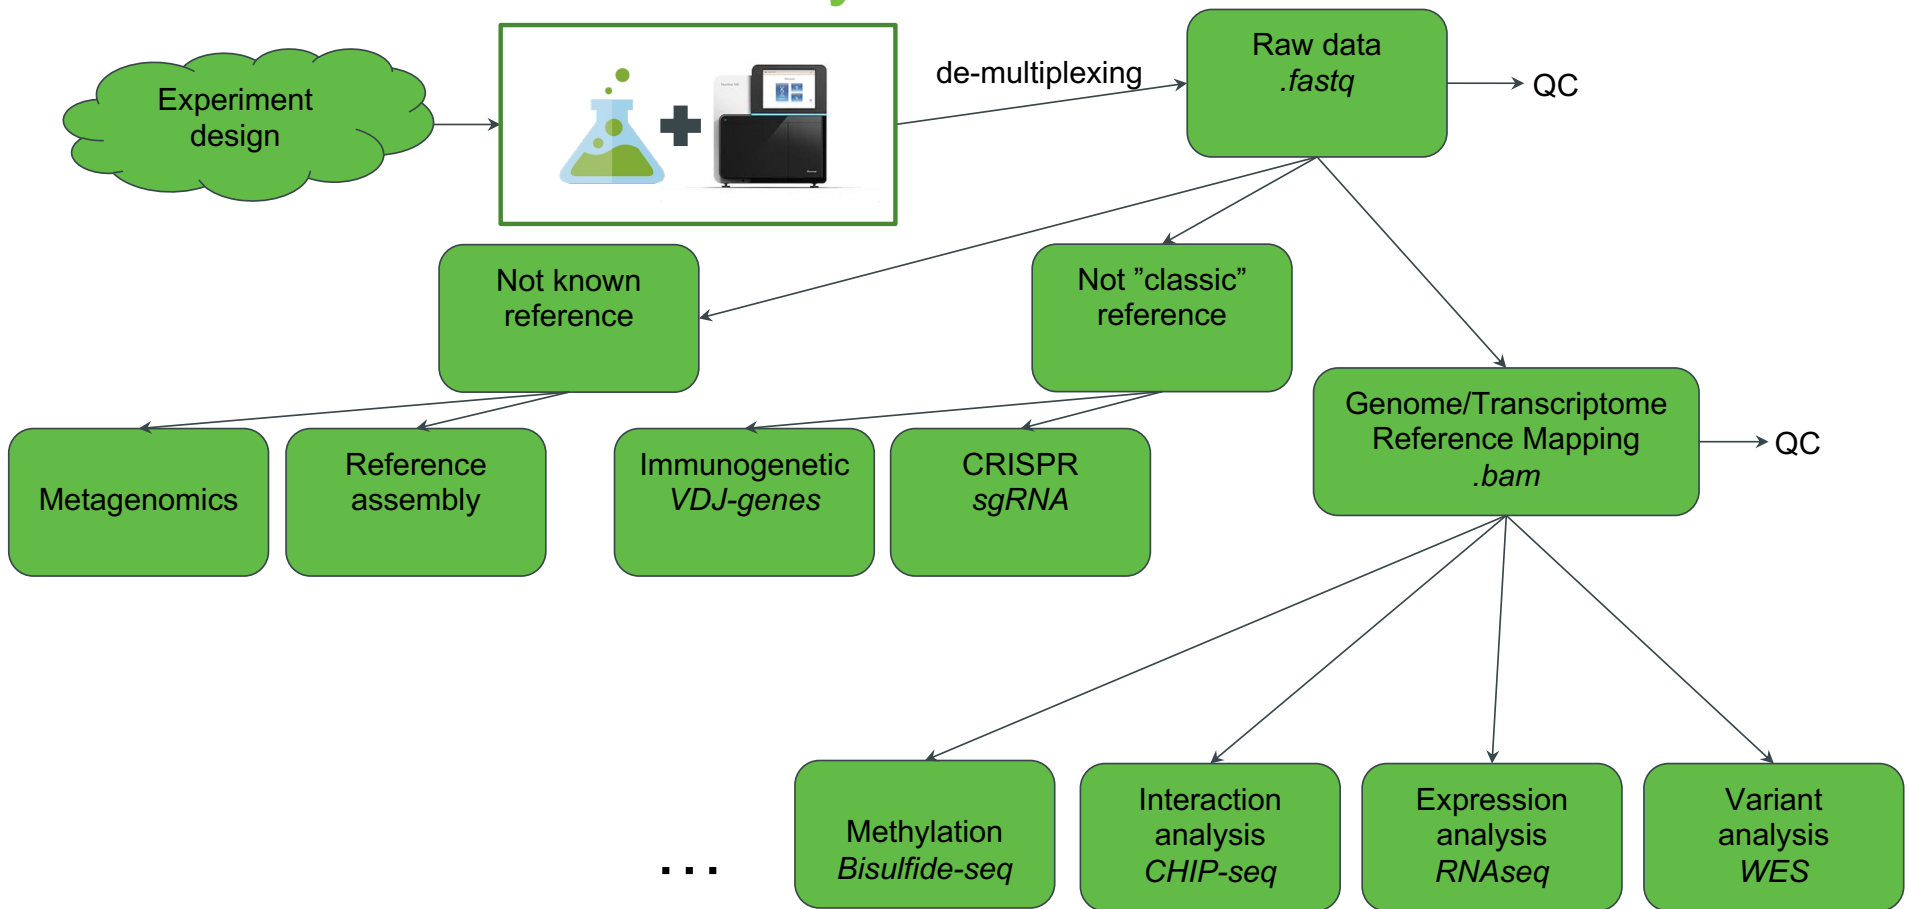 Experiment
design
de-multiplexing
Raw data
.fastq
QC
Not known
reference
Not ”classic”
reference
Genome/Transcriptome
Reference Mapping
.bam
QC
Metagenomics
Reference
assembly
Immunogenetic
VDJ-genes
CRISPR
sgRNA
...
Methylation
Bisulfide-seq
Interaction
analysis
CHIP-seq
Expression
analysis
RNAseq
Variant
analysis
WES